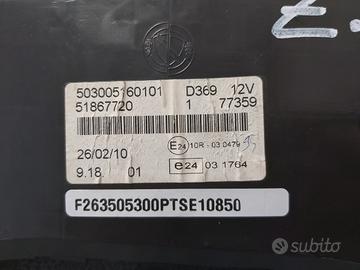 503005160101 D369 12V
51867720 1 77359
E24 10R-03 0479
26/02/10
9.18 01 e24 03 1764
F263505300PTSE10850
subito